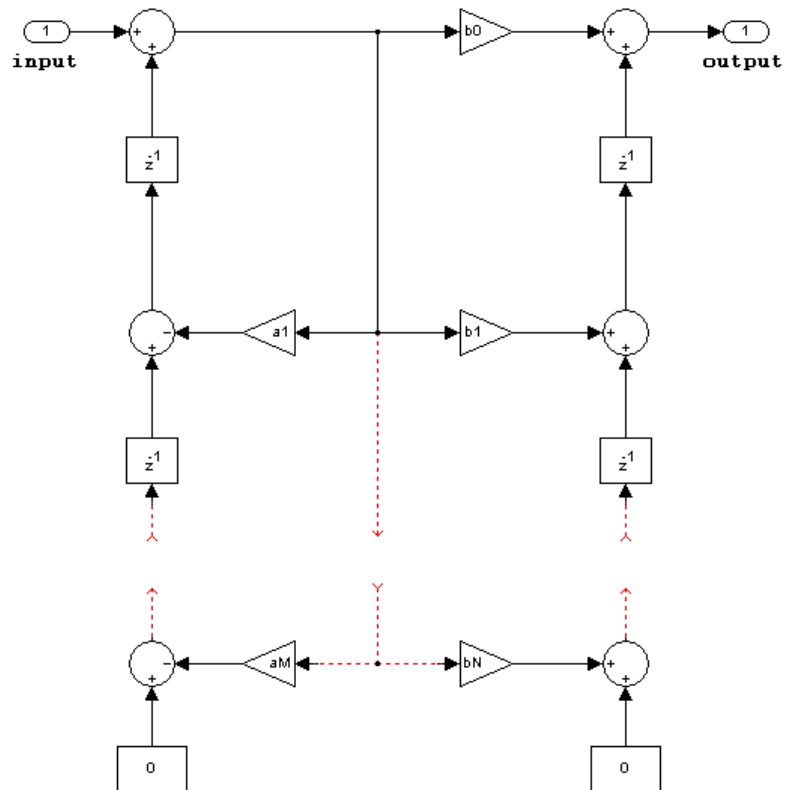 1 + + b0 + + 1
input output
z^-1 z^-1
- + a1 b1 + +
z^-1 z^-1
- + aM bN + +
0 0